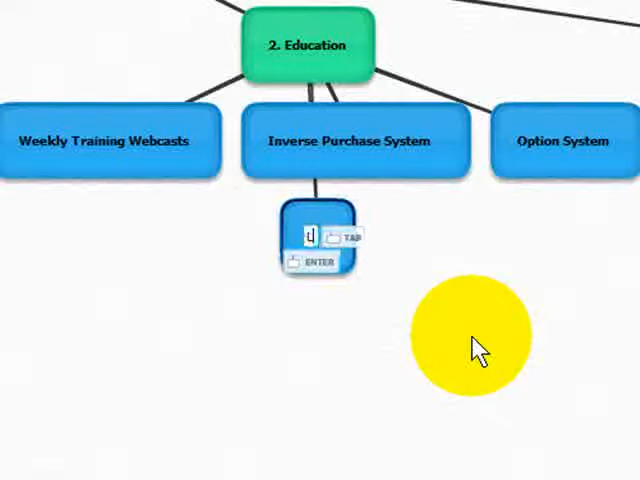 2. Education
Weekly Training Webcasts
Inverse Purchase System
Option System
TAB
ENTER